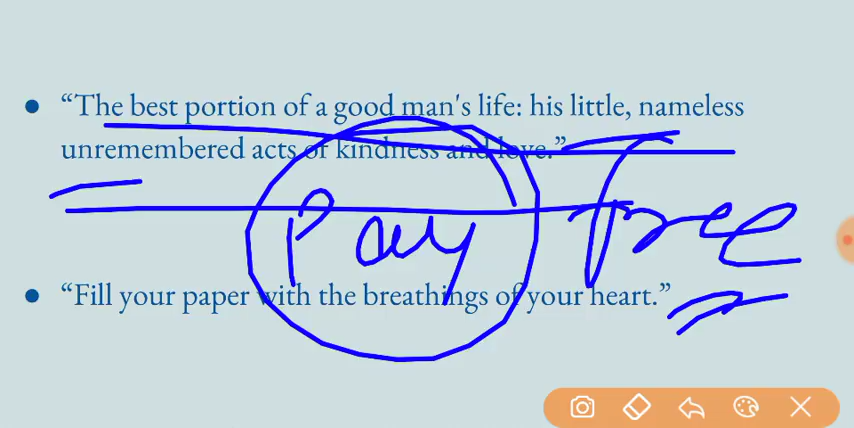 “The best portion of a good man's life: his little, nameless
unremembered acts of kindness and love.”
Pay Free
“Fill your paper with the breathings of your heart.”